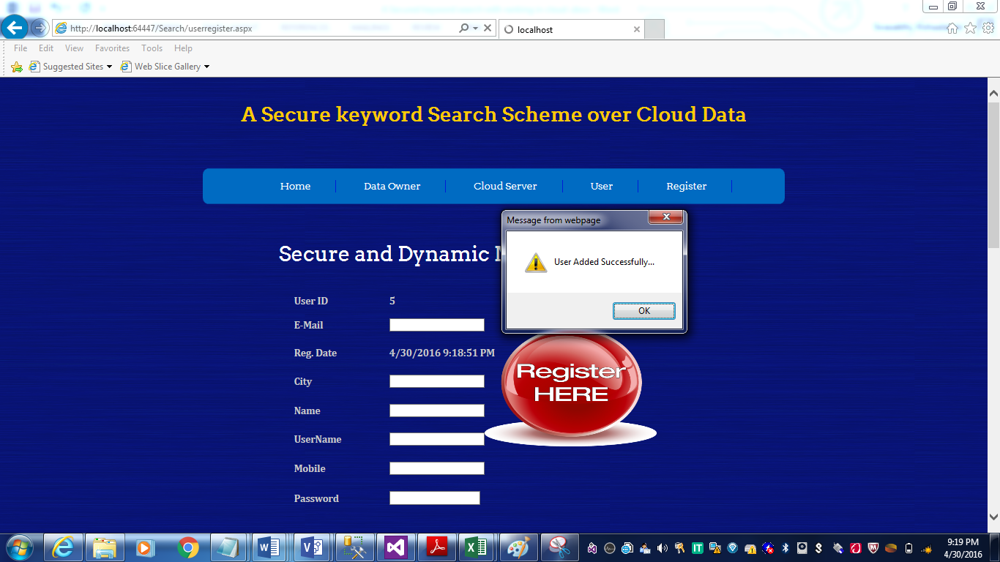 http://localhost:64447/Search/userregister.aspx
localhost
File Edit View Favorites Tools Help
Suggested Sites Web Slice Gallery
A Secure keyword Search Scheme over Cloud Data
Home Data Owner Cloud Server User Register
Message from webpage
User Added Successfully...
OK
Secure and Dynamic
User ID 5
E-Mail
Reg. Date 4/30/2016 9:18:51 PM
City
Name
UserName
Mobile
Password
Register
HERE
9:19 PM
4/30/2016